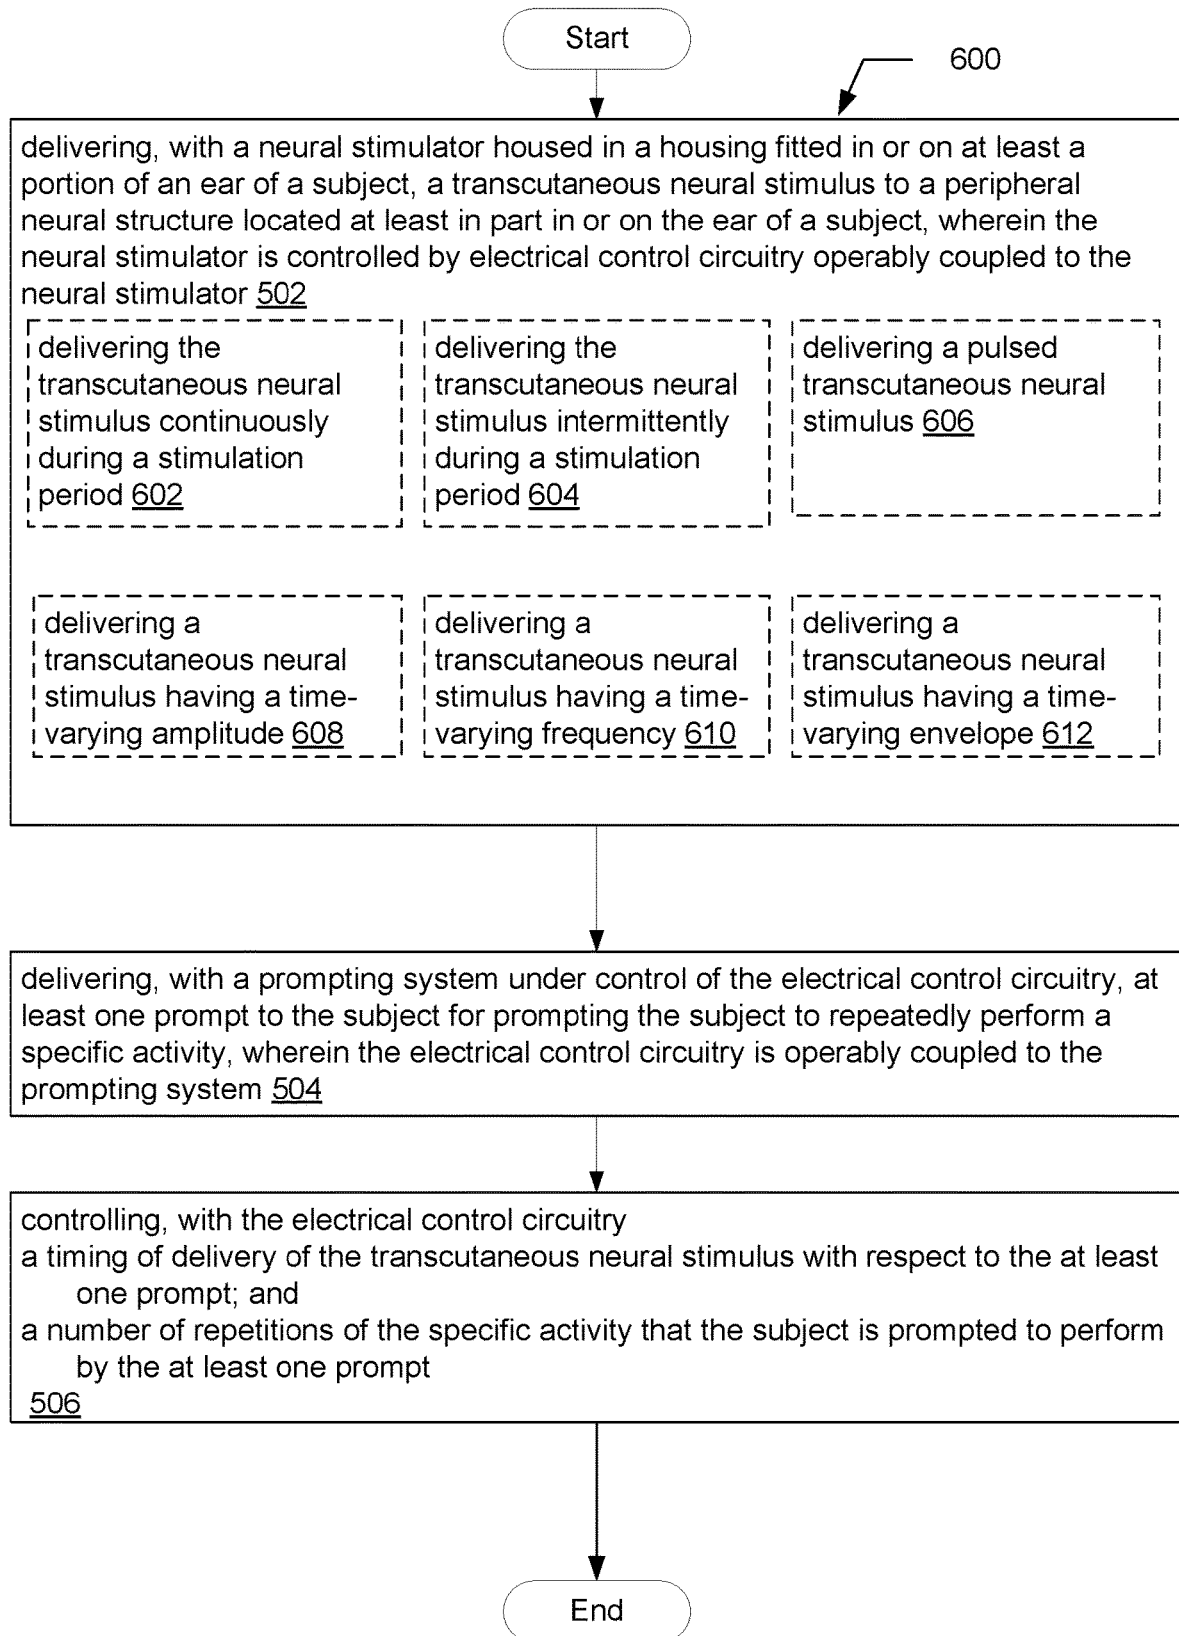 Start
600
delivering, with a neural stimulator housed in a housing fitted in or on at least a
portion of an ear of a subject, a transcutaneous neural stimulus to a peripheral
neural structure located at least in part in or on the ear of a subject, wherein the
neural stimulator is controlled by electrical control circuitry operably coupled to the
neural stimulator 502
delivering the
transcutaneous neural
stimulus continuously
during a stimulation
period 602
delivering the
transcutaneous neural
stimulus intermittently
during a stimulation
period 604
delivering a pulsed
transcutaneous neural
stimulus 606
delivering a
transcutaneous neural
stimulus having a time-
varying amplitude 608
delivering a
transcutaneous neural
stimulus having a time-
varying frequency 610
delivering a
transcutaneous neural
stimulus having a time-
varying envelope 612
delivering, with a prompting system under control of the electrical control circuitry, at
least one prompt to the subject for prompting the subject to repeatedly perform a
specific activity, wherein the electrical control circuitry is operably coupled to the
prompting system 504
controlling, with the electrical control circuitry
a timing of delivery of the transcutaneous neural stimulus with respect to the at least
one prompt; and
a number of repetitions of the specific activity that the subject is prompted to perform
by the at least one prompt
506
End